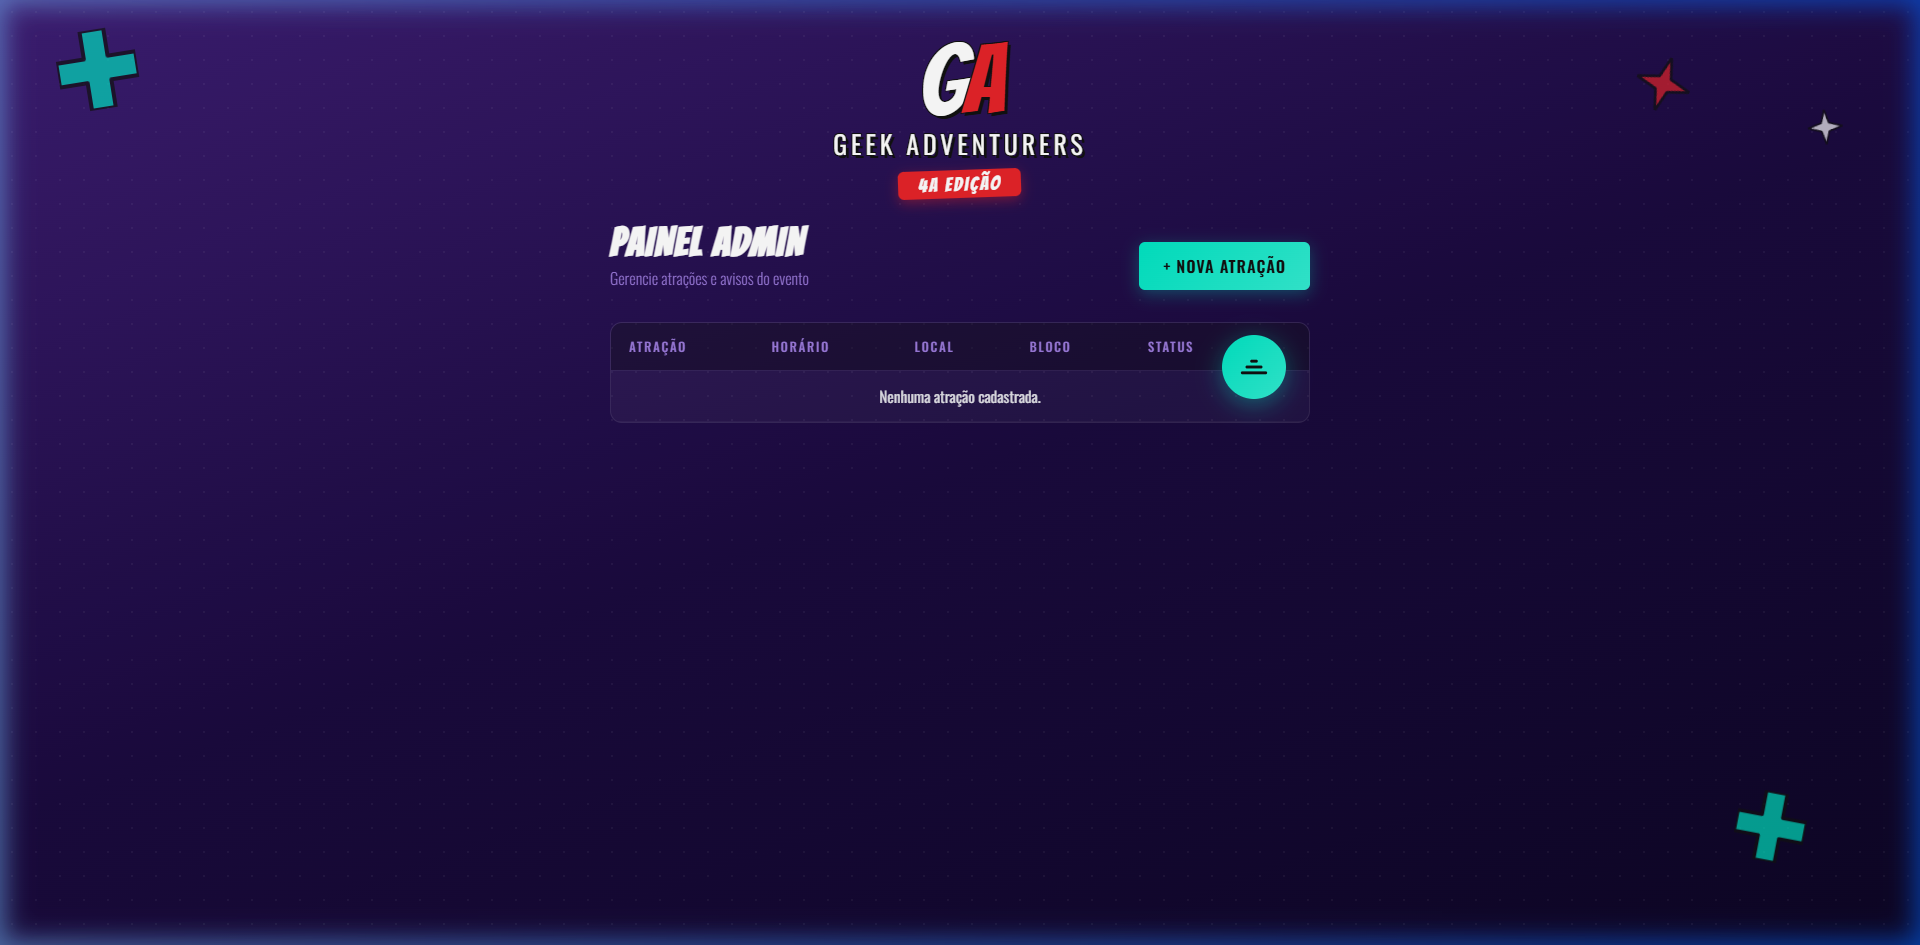 GA
GEEK ADVENTURERS
4A EDIÇÃO
PAINEL ADMIN
Gerencie atrações e avisos do evento
+ NOVA ATRAÇÃO
ATRAÇÃO HORÁRIO LOCAL BLOCO STATUS
Nenhuma atração cadastrada.